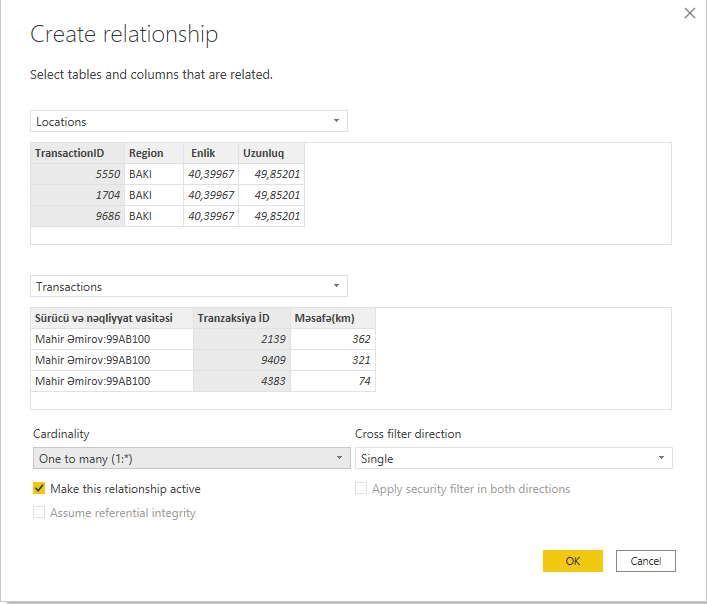 Create relationship
Select tables and columns that are related.
Locations
TransactionID Region Enlik Uzunluq
5550 BAKI 40,39967 49,85201
1704 BAKI 40,39967 49,85201
9686 BAKI 40,39967 49,85201
Transactions
Sürücü və nəqliyyat vasitəsi Tranzaksiya İD Məsafə(km)
Mahir Əmirov:99AB100 2139 362
Mahir Əmirov:99AB100 9409 321
Mahir Əmirov:99AB100 4383 74
Cardinality Cross filter direction
One to many (1:*) Single
Make this relationship active Apply security filter in both directions
Assume referential integrity
OK Cancel